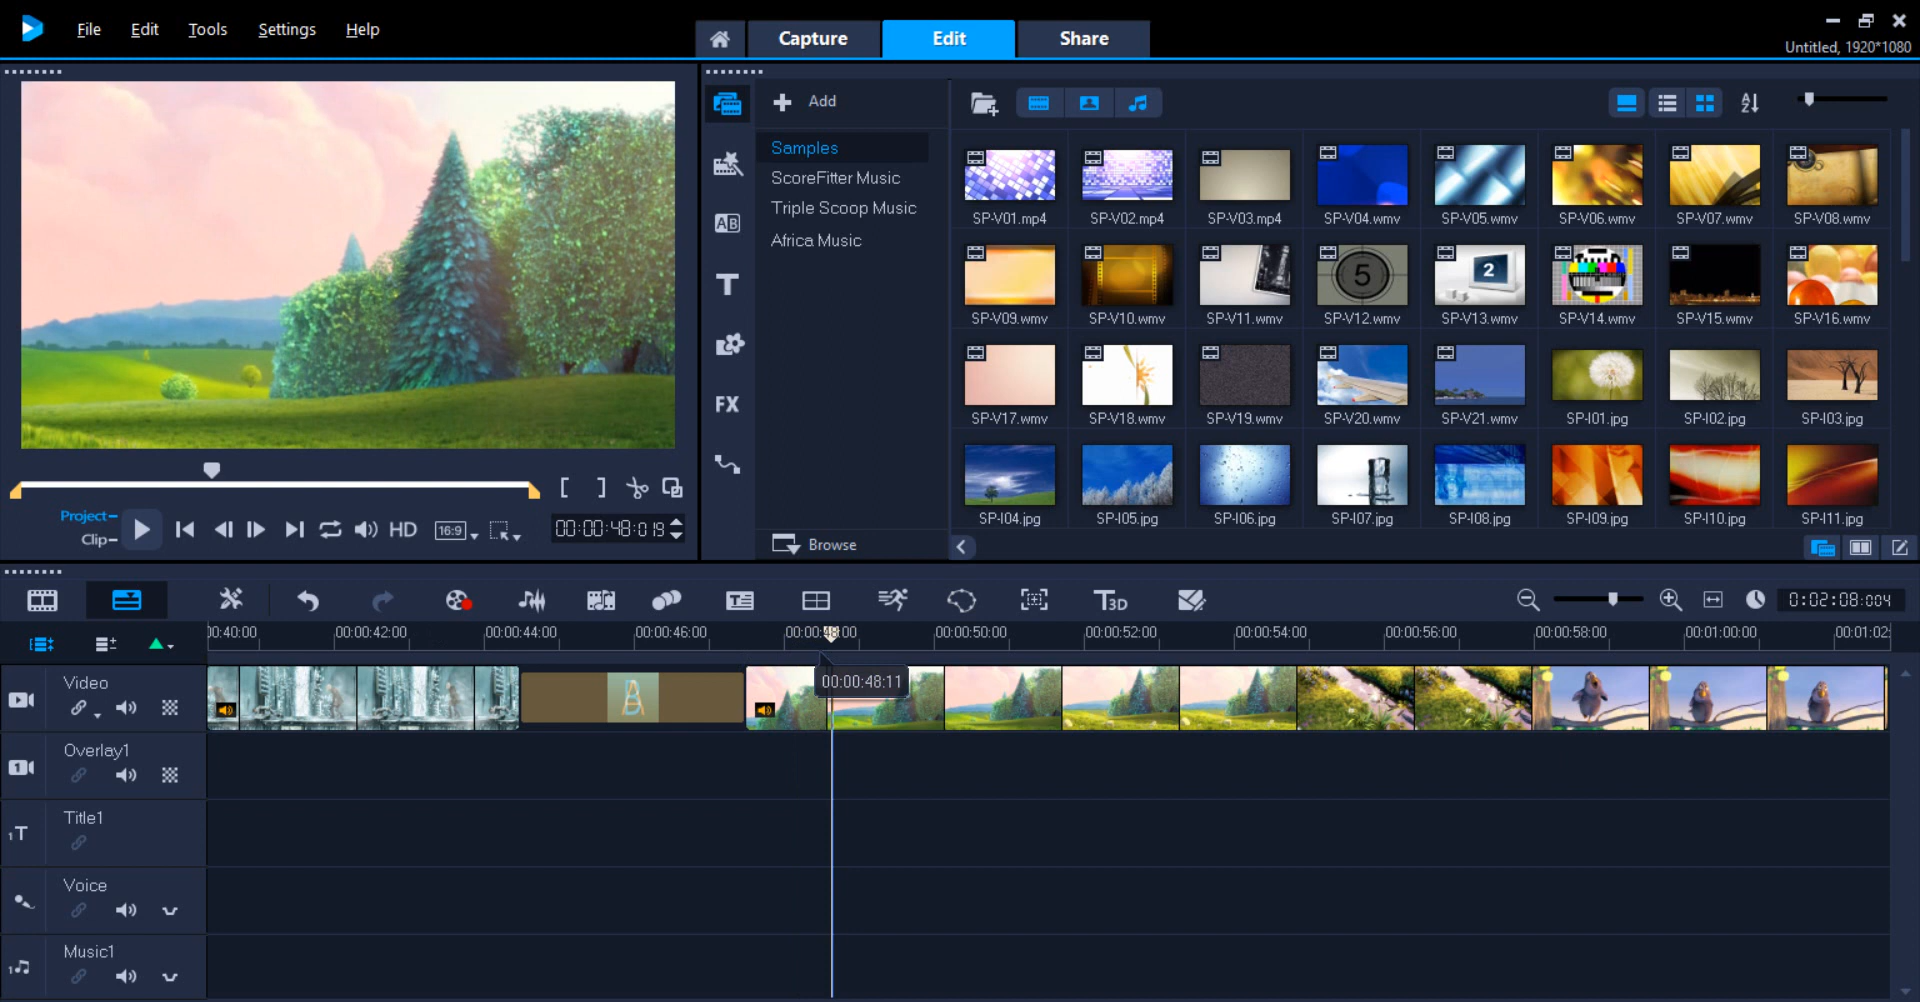 File Edit Tools Settings Help
Capture Edit Share
Untitled, 1920*1080
Add
Samples
ScoreFitter Music
Triple Scoop Music
Africa Music
Browse
SP-V01.mp4 SP-V02.mp4 SP-V03.mp4 SP-V04.wmv SP-V05.wmv SP-V06.wmv SP-V07.wmv SP-V08.wmv
5 2
SP-V09.wmv SP-V10.wmv SP-V11.wmv SP-V12.wmv SP-V13.wmv SP-V14.wmv SP-V15.wmv SP-V16.wmv
SP-V17.wmv SP-V18.wmv SP-V19.wmv SP-V20.wmv SP-V21.wmv SP-I01.jpg SP-I02.jpg SP-I03.jpg
SP-I04.jpg SP-I05.jpg SP-I06.jpg SP-I07.jpg SP-I08.jpg SP-I09.jpg SP-I10.jpg SP-I11.jpg
AB
T
FX
A Z
Project
Clip
HD 16:9 00:00:48:019
T3D 0:02:08:004
00:40:00 00:00:42:00 00:00:44:00 00:00:46:00 00:00:48:00 00:00:50:00 00:00:52:00 00:00:54:00 00:00:56:00 00:00:58:00 00:01:00:00 00:01:02:
00:00:48:11
Video
A
Overlay1
1
Title1
1T
Voice
Music1
1